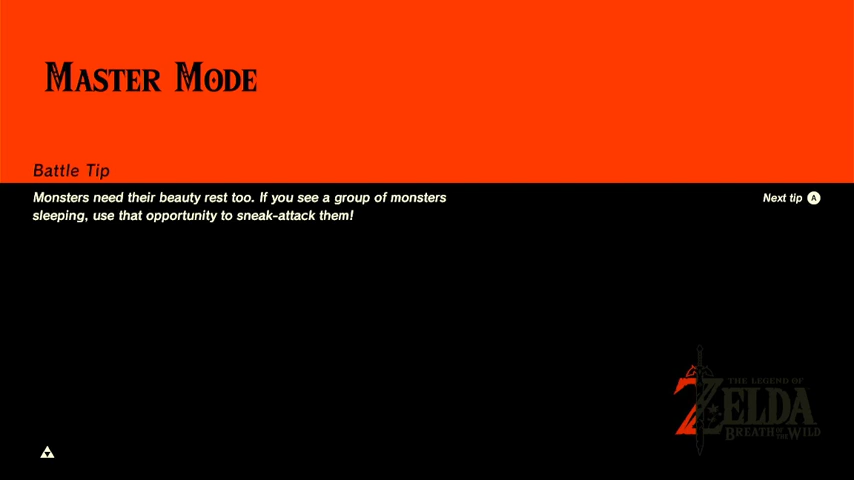 Master Mode
Battle Tip
Monsters need their beauty rest too. If you see a group of monsters
sleeping, use that opportunity to sneak-attack them!
Next tip A
THE LEGEND OF
ZELDA
BREATH OF THE WILD